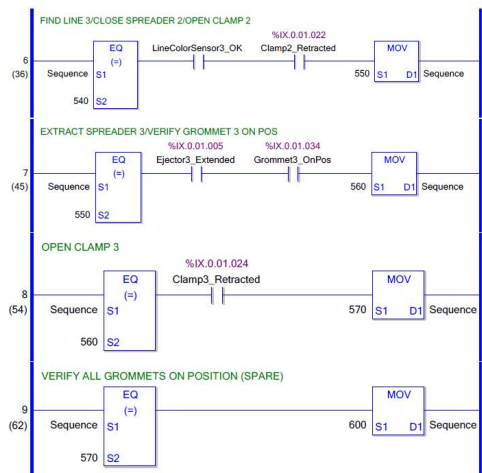 FIND LINE 3/CLOSE SPREADER 2/OPEN CLAMP 2
%IX.0.01.022
EQ LineColorSensor3_OK Clamp2_Retracted MOV
6 (=)
(36) Sequence S1 550 S1 D1 Sequence
540 S2
EXTRACT SPREADER 3/VERIFY GROMMET 3 ON POS
%IX.0.01.005 %IX.0.01.034
EQ Ejector3_Extended Grommet3_OnPos MOV
7 (=)
(45) Sequence S1 560 S1 D1 Sequence
550 S2
OPEN CLAMP 3
%IX.0.01.024
EQ Clamp3_Retracted MOV
8 (=)
(54) Sequence S1 570 S1 D1 Sequence
560 S2
VERIFY ALL GROMMETS ON POSITION (SPARE)
EQ MOV
9 (=)
(62) Sequence S1 600 S1 D1 Sequence
570 S2